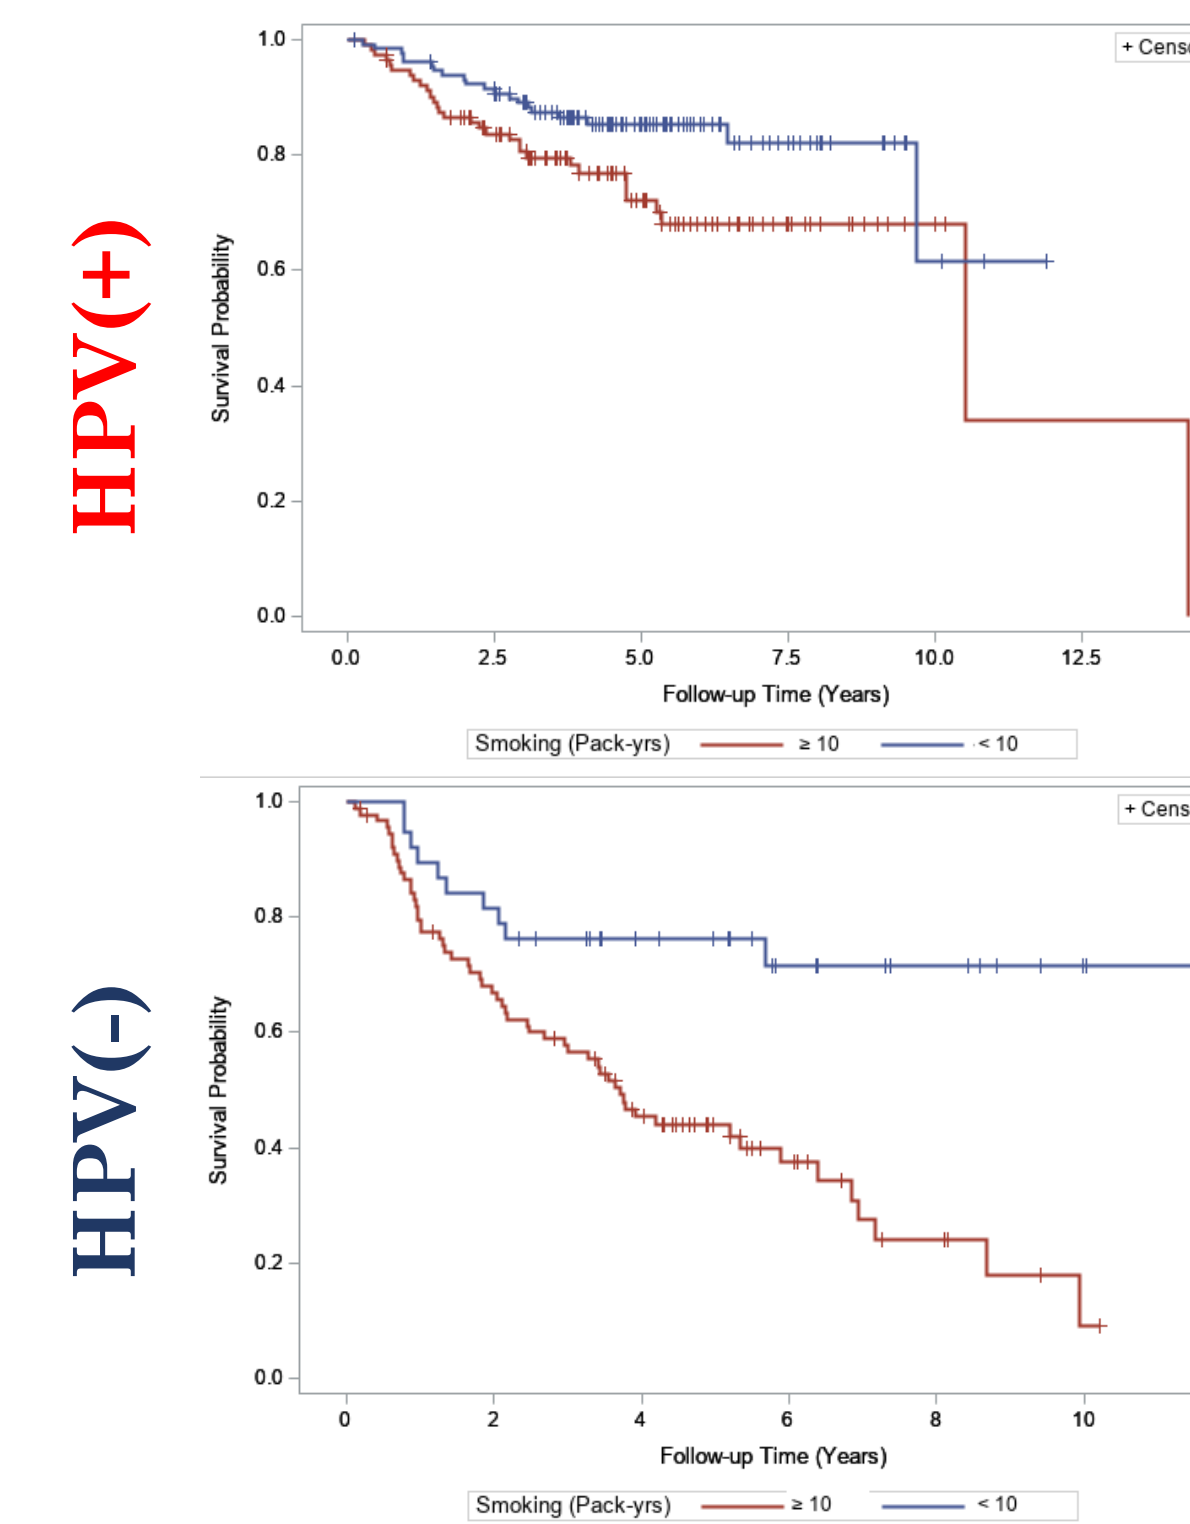 HPV(+)
+ Censo
1.0
0.8
0.6
0.4
0.2
0.0
Survival Probability
0.0 2.5 5.0 7.5 10.0 12.5
Follow-up Time (Years)
Smoking (Pack-yrs) ≥ 10 < 10
HPV(-)
+ Cens
1.0
0.8
0.6
0.4
0.2
0.0
Survival Probability
0 2 4 6 8 10
Follow-up Time (Years)
Smoking (Pack-yrs) ≥ 10 < 10